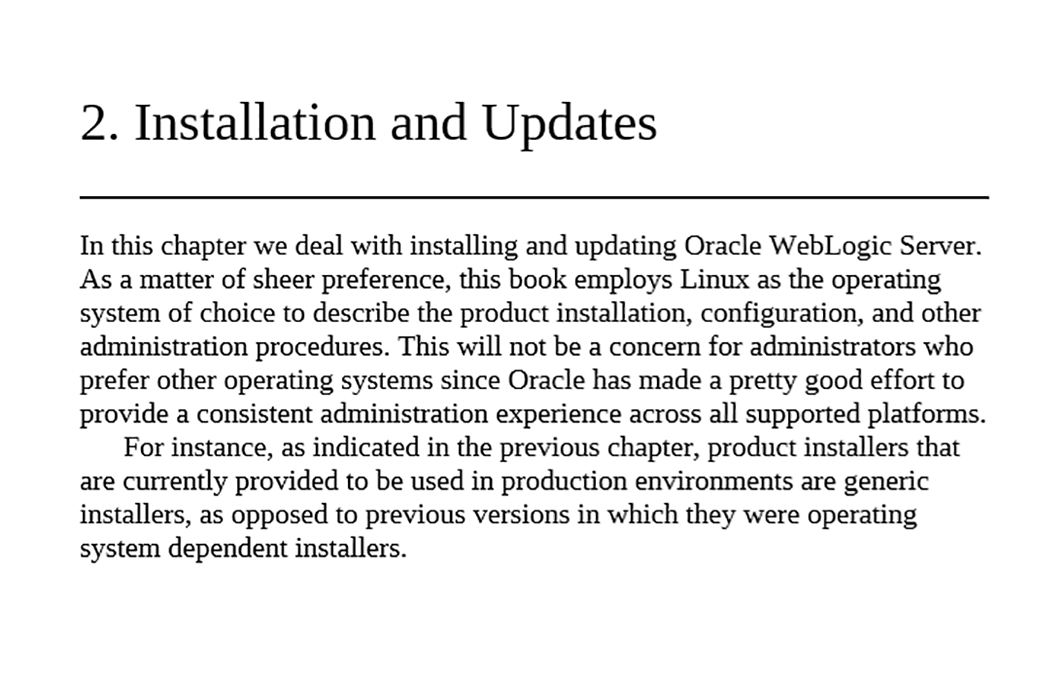 2. Installation and Updates
In this chapter we deal with installing and updating Oracle WebLogic Server.
As a matter of sheer preference, this book employs Linux as the operating
system of choice to describe the product installation, configuration, and other
administration procedures. This will not be a concern for administrators who
prefer other operating systems since Oracle has made a pretty good effort to
provide a consistent administration experience across all supported platforms.
For instance, as indicated in the previous chapter, product installers that
are currently provided to be used in production environments are generic
installers, as opposed to previous versions in which they were operating
system dependent installers.